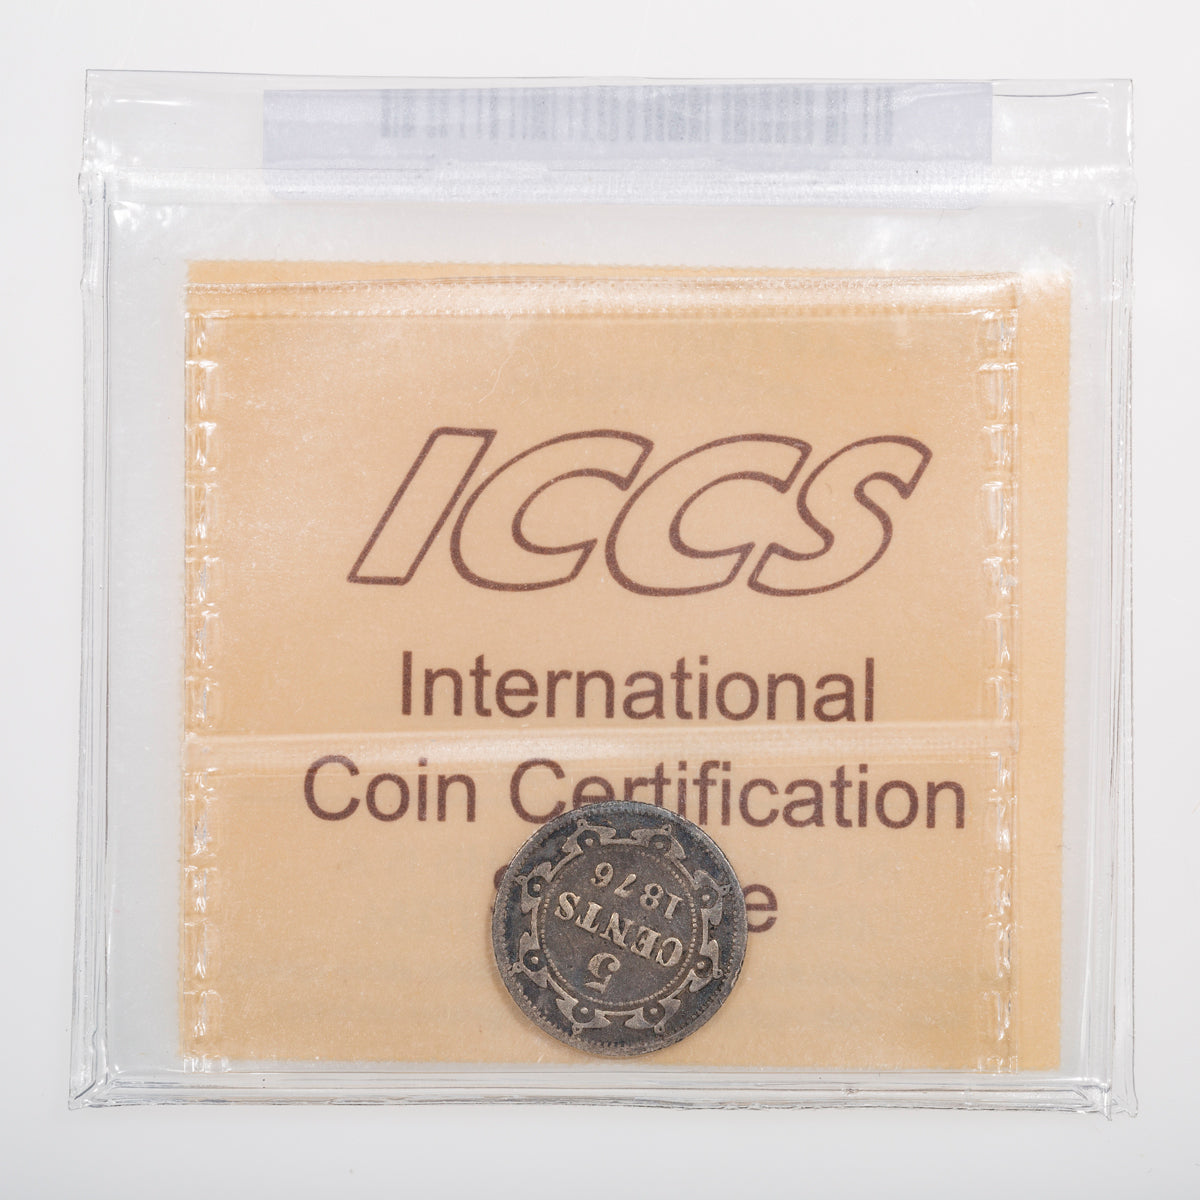 ICCS
International
Coin Certification
5
CENTS
1876